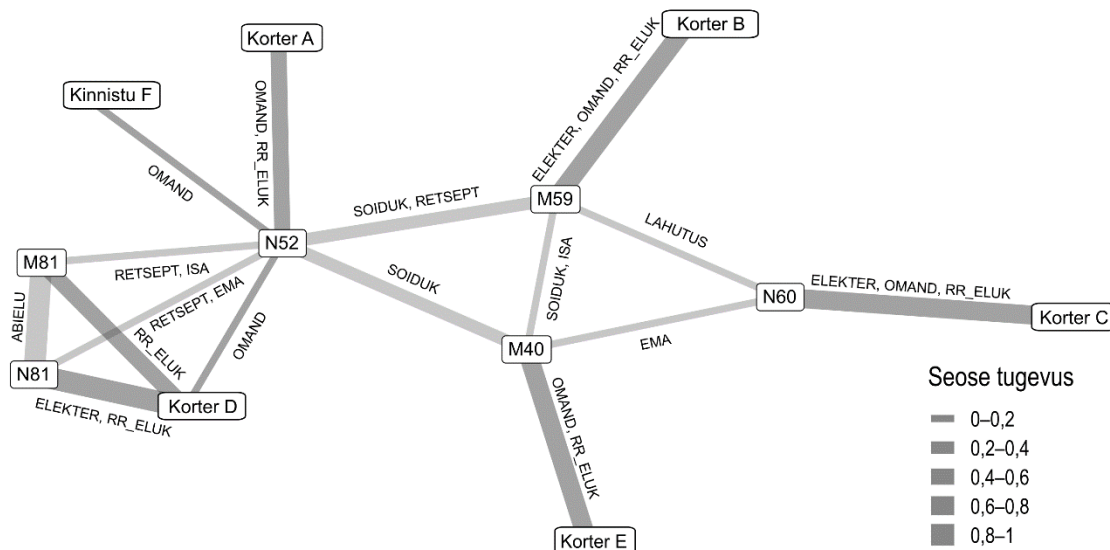 Korter A
Korter B
Kinnistu F
OMAND, RR_ELUK
ELEKTER, OMAND, RR_ELUK
OMAND
SOIDUK, RETSEPT
M59
LAHUTUS
N52
M81
RETSEPT, ISA
SOIDUK
SOIDUK, ISA
ELEKTER, OMAND, RR_ELUK
N60
Korter C
ABIELU
RETSEPT, EMA
RR_ELUK
OMAND
M40
EMA
N81
Korter D
ELEKTER, RR_ELUK
OMAND, RR_ELUK
Korter E
Seose tugevus
0–0,2
0,2–0,4
0,4–0,6
0,6–0,8
0,8–1